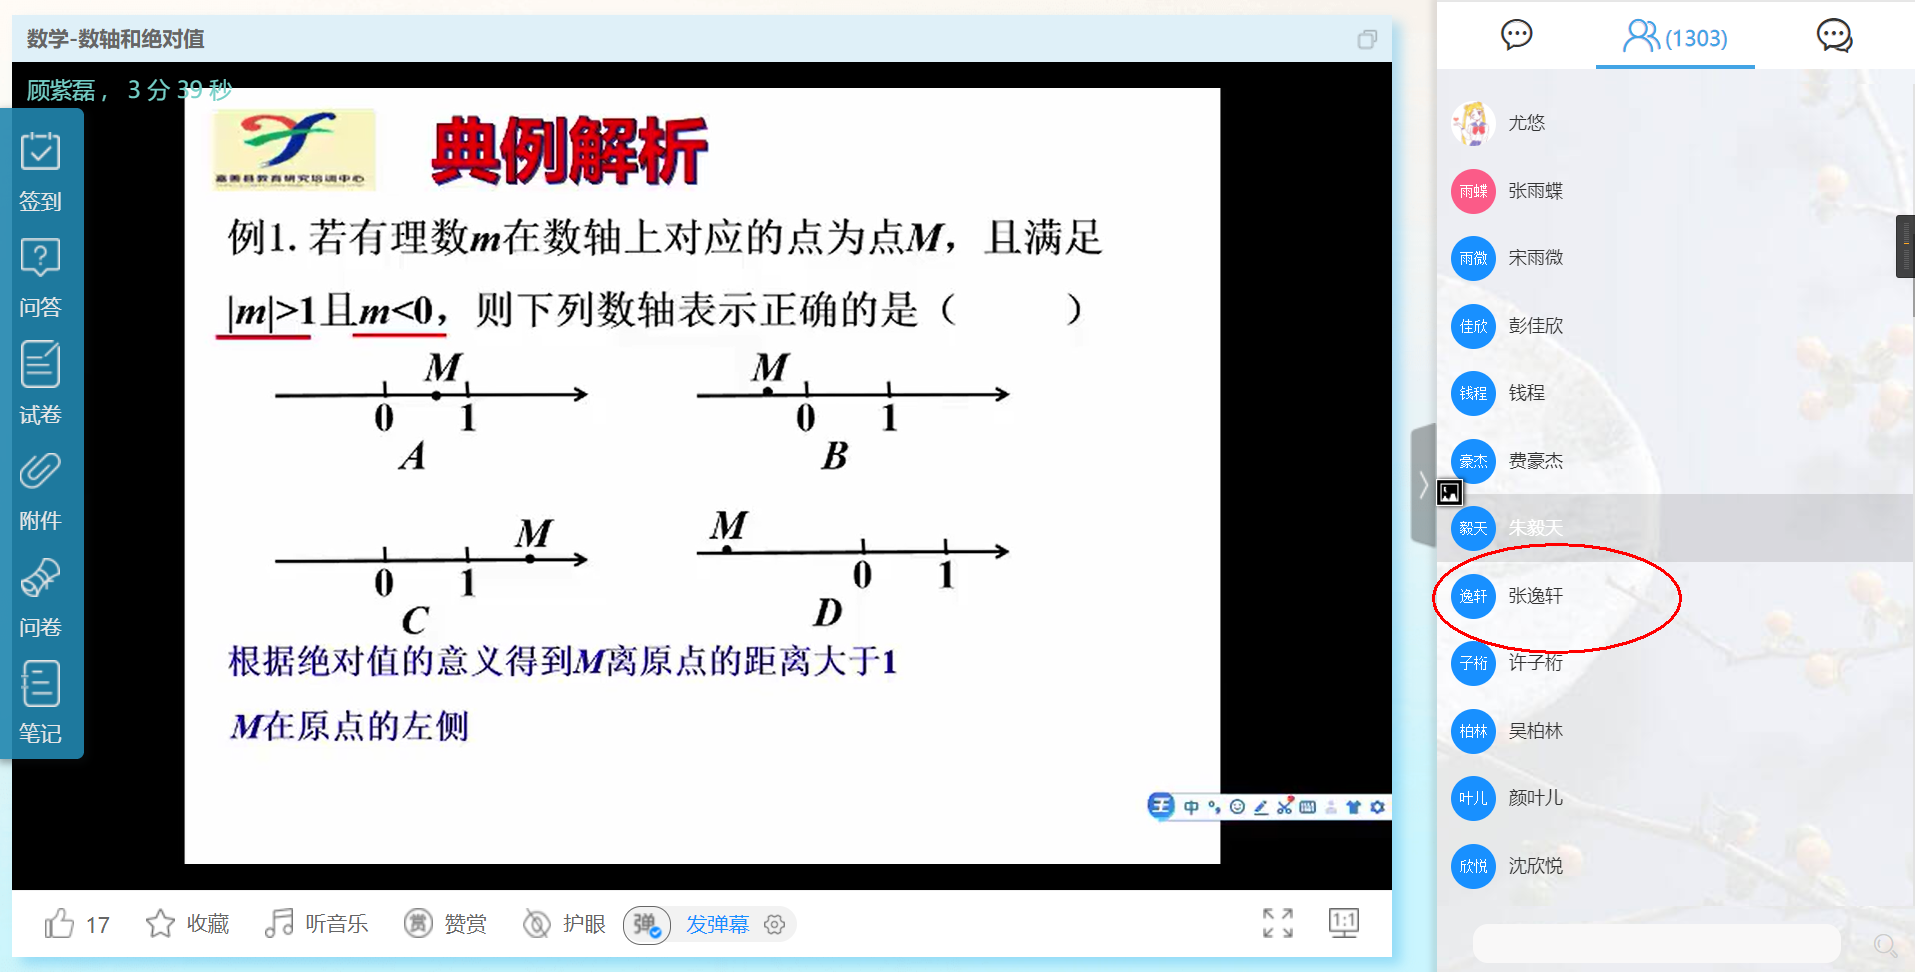 数学-数轴和绝对值
顾紫磊， 3 分 39 秒
签到
问答
试卷
附件
问卷
笔记
嘉善县教育研究培训中心
典例解析
例1. 若有理数m在数轴上对应的点为点M，且满足
|m|>1且m<0，则下列数轴表示正确的是（ ）
M
0 1
A
M
0 1
B
M
0 1
C
M
0 1
D
根据绝对值的意义得到M离原点的距离大于1
M在原点的左侧
王 中
17 收藏 听音乐 赏 赞赏 护眼 弹 发弹幕 1:1
(1303)
尤悠
雨蝶 张雨蝶
雨微 宋雨微
佳欣 彭佳欣
钱程 钱程
豪杰 费豪杰
毅天 朱毅天
逸轩 张逸轩
子桁 许子桁
柏林 吴柏林
叶儿 颜叶儿
欣悦 沈欣悦